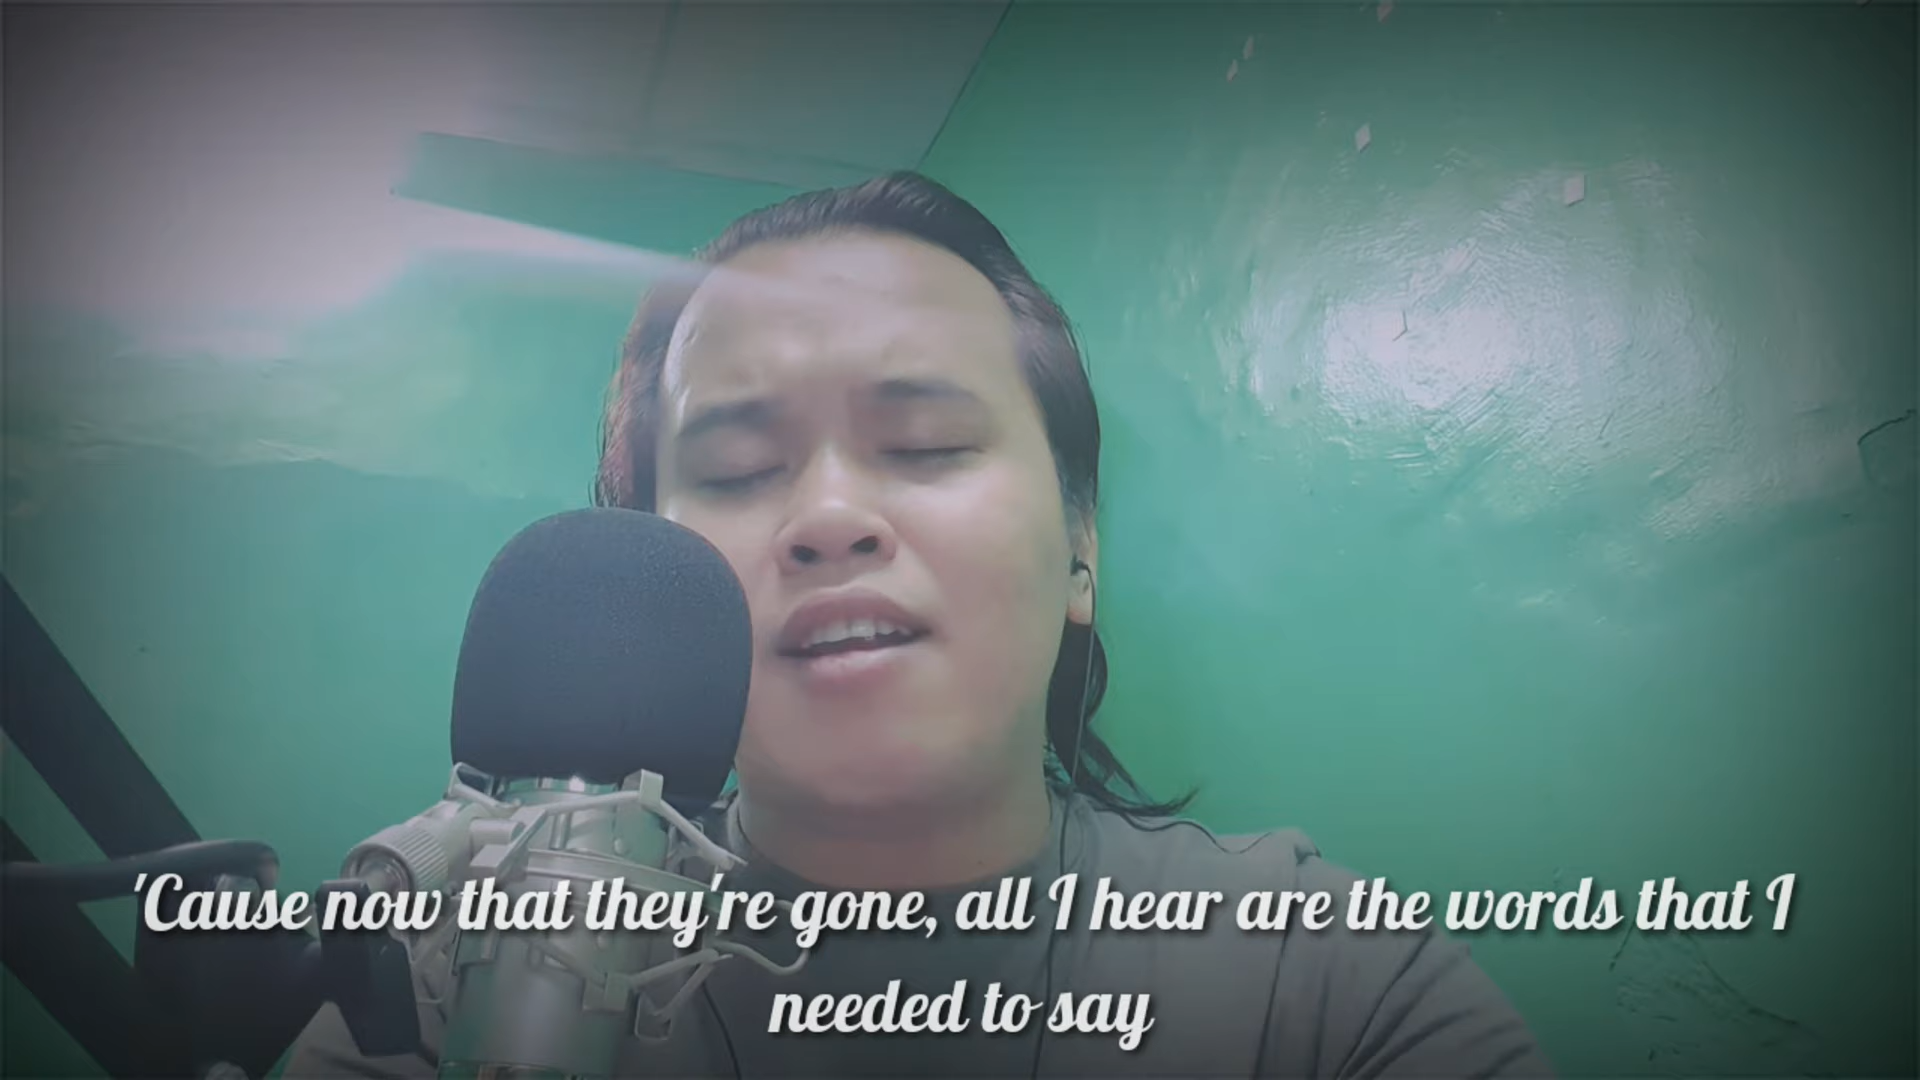 'Cause now that they're gone, all I hear are the words that I
needed to say